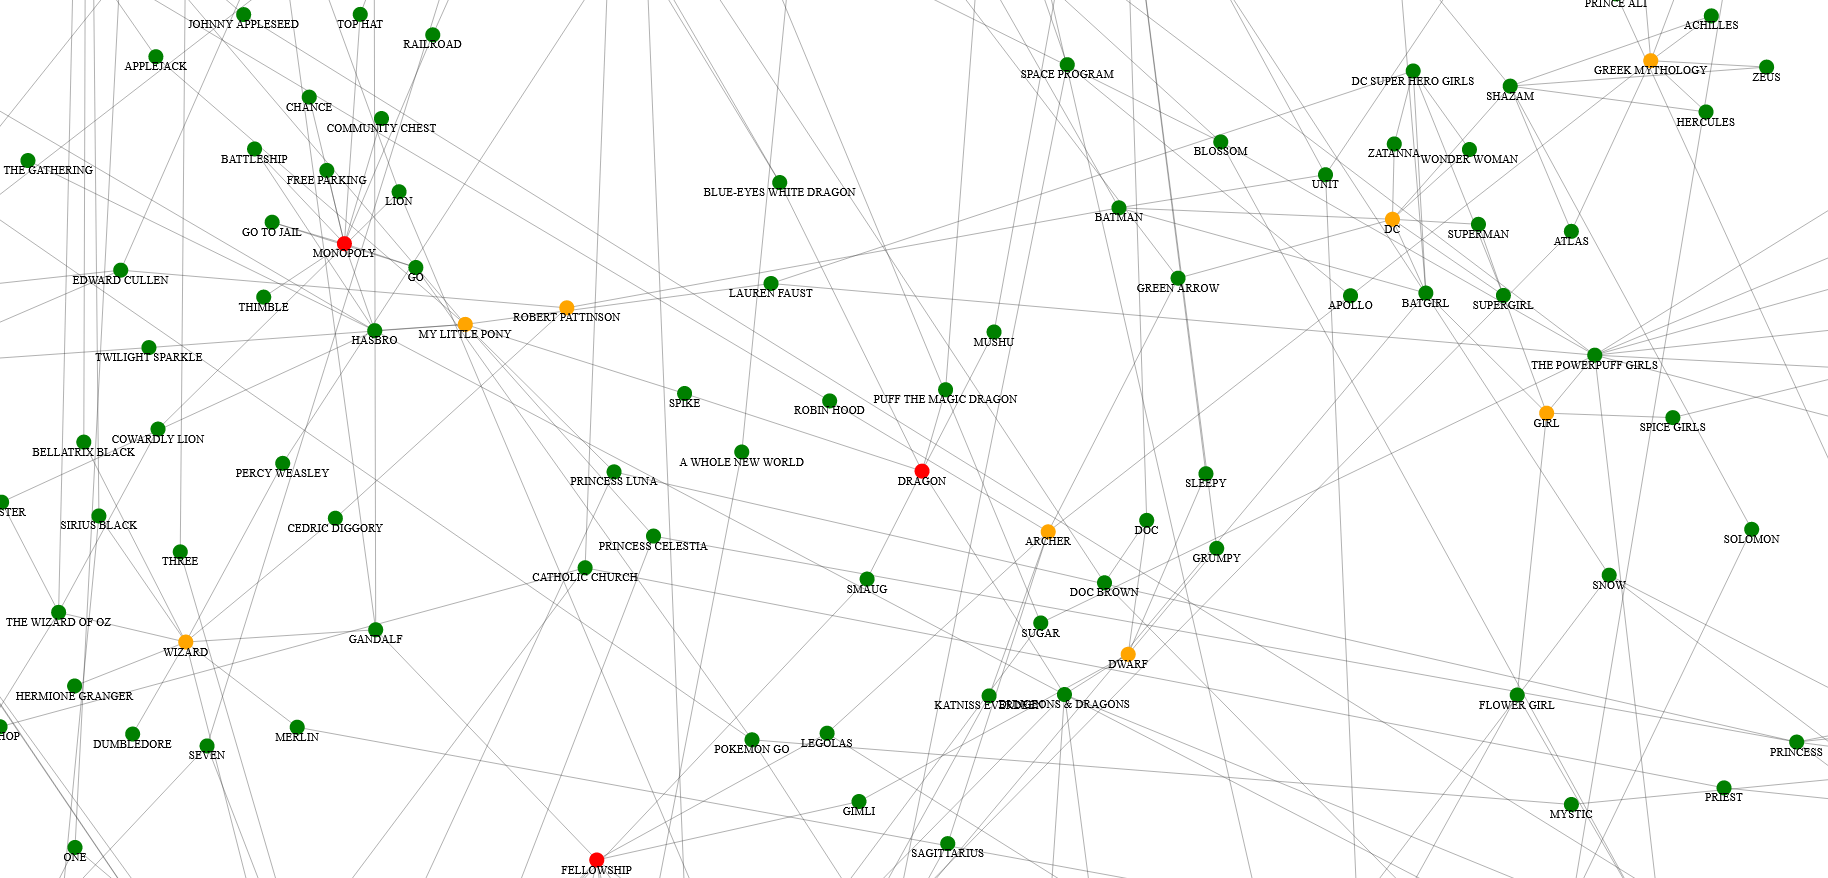 PRINCE ALI
JOHNNY APPLESEED
TOP HAT
RAILROAD
ACHILLES
APPLEJACK
SPACE PROGRAM
DC SUPER HERO GIRLS
GREEK MYTHOLOGY
ZEUS
SHAZAM
CHANCE
COMMUNITY CHEST
HERCULES
BATTLESHIP
BLOSSOM
ZATANNA
WONDER WOMAN
THE GATHERING
FREE PARKING
LION
BLUE-EYES WHITE DRAGON
UNIT
BATMAN
GO TO JAIL
DC
SUPERMAN
ATLAS
MONOPOLY
EDWARD CULLEN
GO
LAUREN FAUST
GREEN ARROW
THIMBLE
ROBERT PATTINSON
APOLLO
BATGIRL
SUPERGIRL
HASBRO
MY LITTLE PONY
MUSHU
TWILIGHT SPARKLE
THE POWERPUFF GIRLS
SPIKE
ROBIN HOOD
PUFF THE MAGIC DRAGON
GIRL
SPICE GIRLS
COWARDLY LION
BELLATRIX BLACK
A WHOLE NEW WORLD
PERCY WEASLEY
PRINCESS LUNA
DRAGON
SLEEPY
STER
SIRIUS BLACK
CEDRIC DIGGORY
DOC
ARCHER
SOLOMON
PRINCESS CELESTIA
THREE
GRUMPY
CATHOLIC CHURCH
SMAUG
DOC BROWN
SNOW
THE WIZARD OF OZ
SUGAR
GANDALF
WIZARD
DWARF
HERMIONE GRANGER
KATNISS EVERDEEN
DUNGEONS & DRAGONS
FLOWER GIRL
HOP
DUMBLEDORE
MERLIN
SEVEN
POKEMON GO
LEGOLAS
PRINCESS
PRIEST
GIMLI
MYSTIC
ONE
SAGITTARIUS
FELLOWSHIP